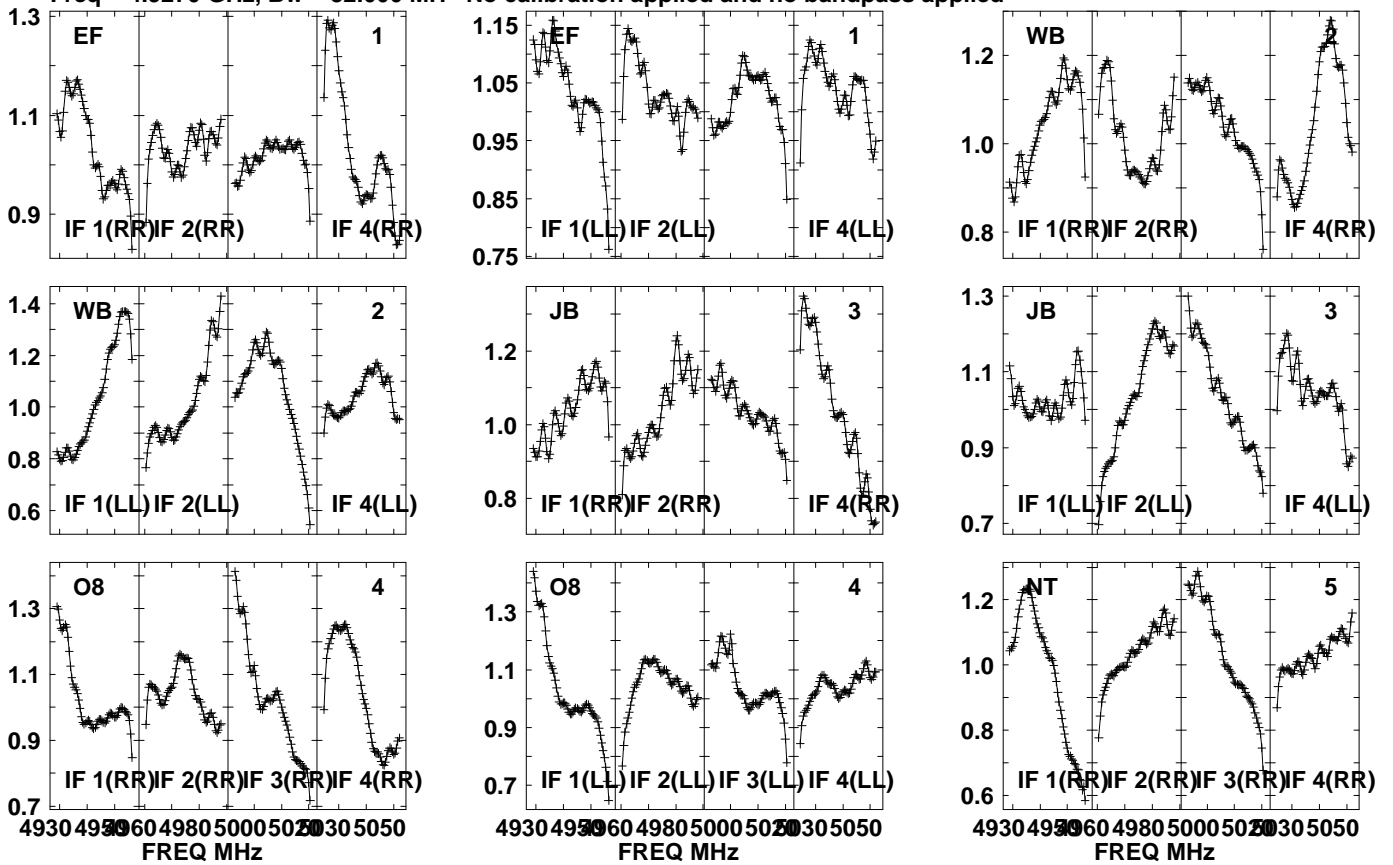 EF 1
1.3
1.1
0.9
IF 1(RR) IF 2(RR) IF 4(RR)
EF 1
1.15
1.05
0.95
0.85
0.75
IF 1(LL) IF 2(LL) IF 4(LL)
WB 2
1.2
1.0
0.8
IF 1(RR) IF 2(RR) IF 4(RR)
WB 2
1.4
1.2
1.0
0.8
0.6
IF 1(LL) IF 2(LL) IF 4(LL)
JB 3
1.2
1.0
0.8
IF 1(RR) IF 2(RR) IF 4(RR)
JB 3
1.3
1.2
1.1
1.0
0.9
0.8
0.7
IF 1(LL) IF 2(LL) IF 4(LL)
O8 4
1.3
1.1
0.9
0.7
IF 1(RR) IF 2(RR) IF 3(RR) IF 4(RR)
4930 4950 4960 4980 5000 5020 5030 5050
FREQ MHz
O8 4
1.3
1.1
0.9
0.7
IF 1(LL) IF 2(LL) IF 3(LL) IF 4(LL)
4930 4950 4960 4980 5000 5020 5030 5050
FREQ MHz
NT 5
1.2
1.0
0.8
0.6
IF 1(RR) IF 2(RR) IF 3(RR) IF 4(RR)
4930 4950 4960 4980 5000 5020 5030 5050
FREQ MHz